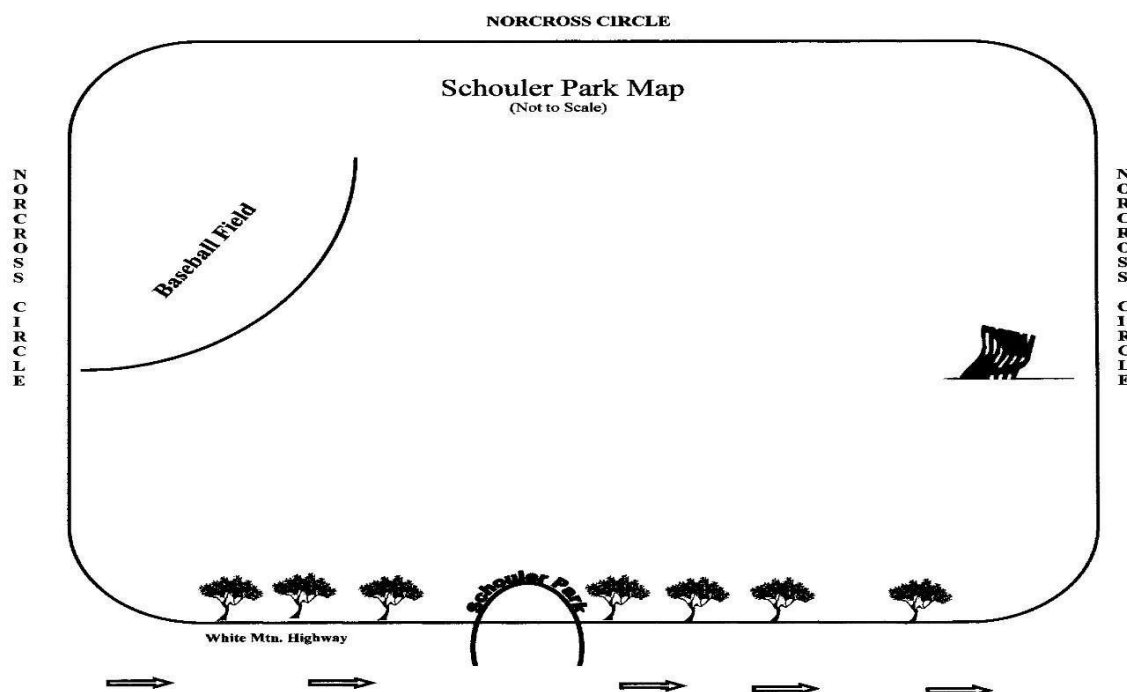 NORCROSS CIRCLE
Schouler Park Map
(Not to Scale)
NORCROSS CIRCLE
Baseball Field
NORCROSS CIRCLE
Schouler Park
White Mtn. Highway